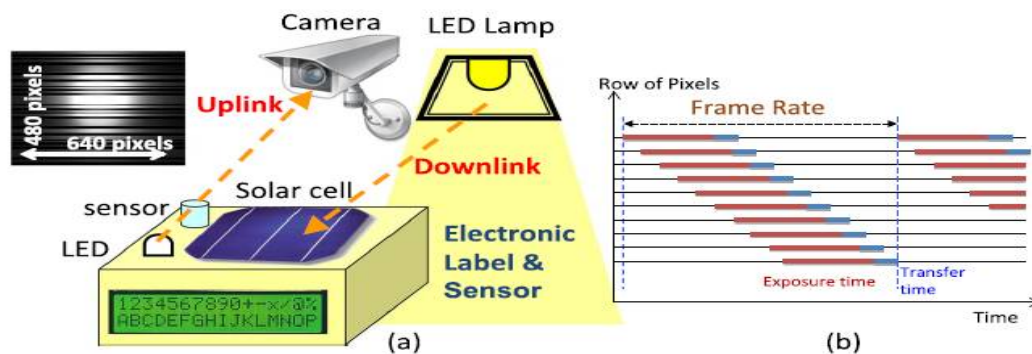 Camera
LED Lamp
480 pixels
640 pixels
Uplink
Downlink
Solar cell
sensor
LED
Electronic
Label &
Sensor
1234567890+-x/@%
ABCDEFGHIJKLMNOP
(a)
Row of Pixels
Frame Rate
Exposure time
Transfer
time
Time
(b)